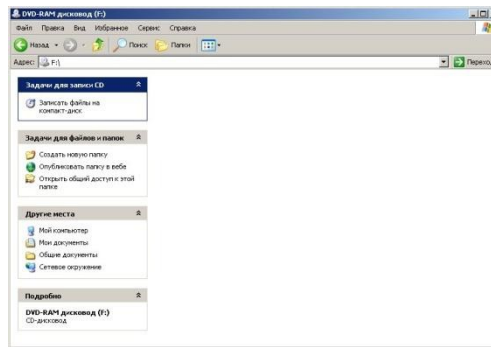 DVD-RAM дисковод (F:)
Файл Правка Вид Избранное Сервис Справка
Назад Поиск Папки
Адрес: F:\ Переход
Задачи для записи CD
Записать файлы на
компакт-диск
Задачи для файлов и папок
Создать новую папку
Опубликовать папку в вебе
Открыть общий доступ к этой
папке
Другие места
Мой компьютер
Мои документы
Общие документы
Сетевое окружение
Подробно
DVD-RAM дисковод (F:)
CD-дисковод